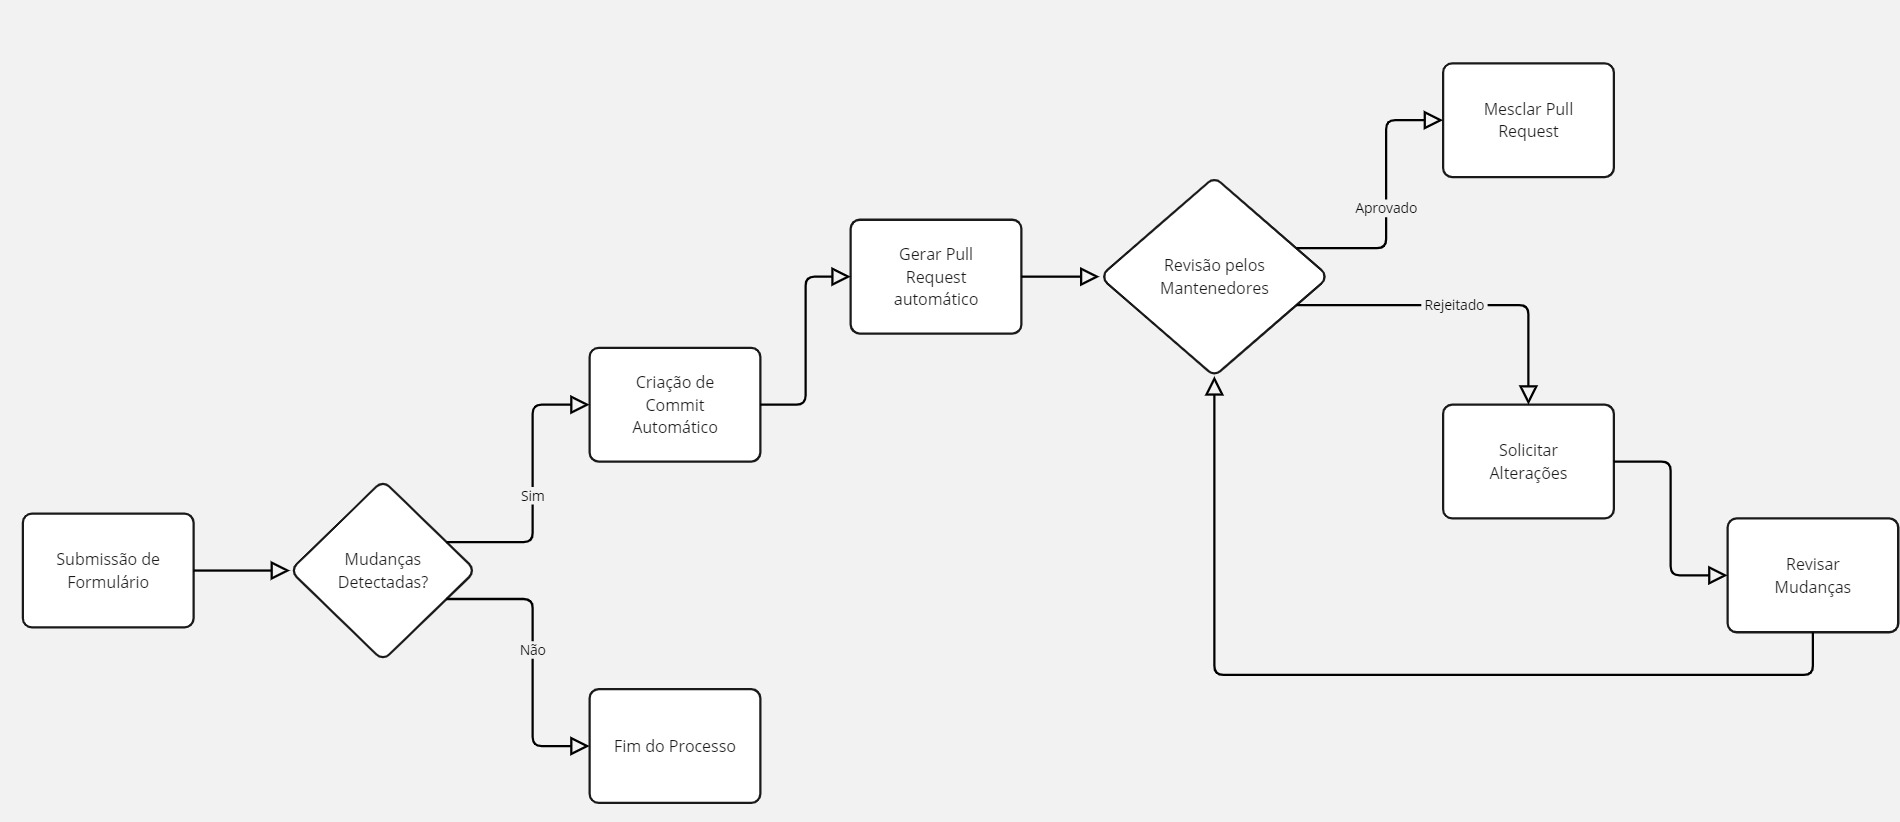 Submissão de
Formulário
Mudanças
Detectadas?
Sim
Não
Criação de
Commit
Automático
Fim do Processo
Gerar Pull
Request
automático
Revisão pelos
Mantenedores
Aprovado
Rejeitado
Mesclar Pull
Request
Solicitar
Alterações
Revisar
Mudanças